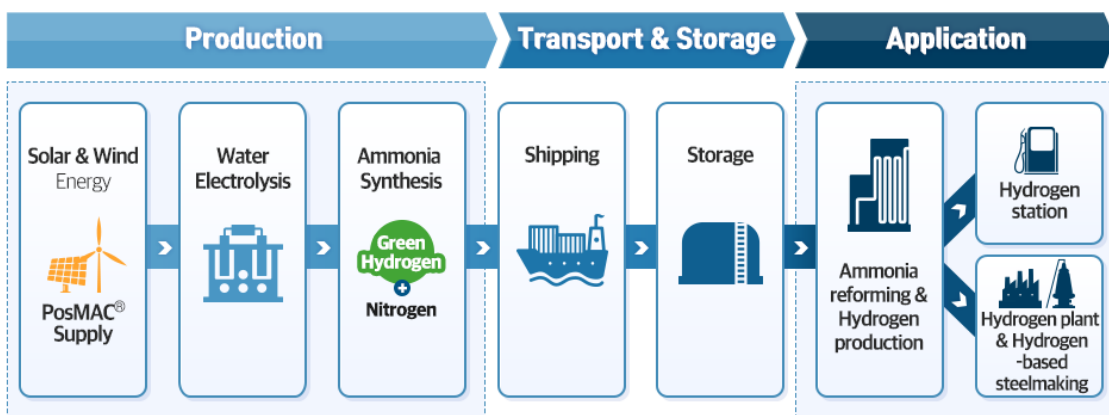 Production
Transport & Storage
Application
Solar & Wind
Energy
PosMAC®
Supply
Water
Electrolysis
Ammonia
Synthesis
Green
Hydrogen
+
Nitrogen
Shipping
Storage
Ammonia
reforming &
Hydrogen
production
Hydrogen
station
Hydrogen plant
& Hydrogen
-based
steelmaking